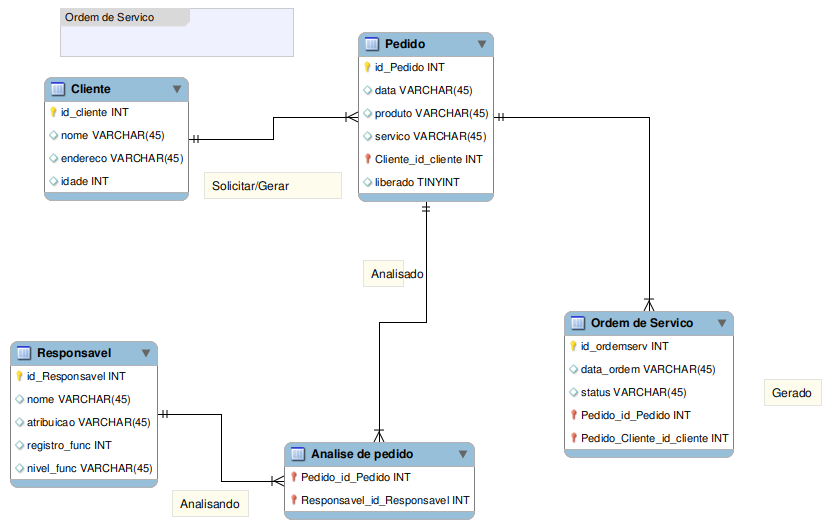 Ordem de Servico
Pedido
id_Pedido INT
data VARCHAR(45)
produto VARCHAR(45)
servico VARCHAR(45)
Cliente_id_cliente INT
liberado TINYINT
Cliente
id_cliente INT
nome VARCHAR(45)
endereco VARCHAR(45)
idade INT
Solicitar/Gerar
Analisado
Ordem de Servico
id_ordemserv INT
data_ordem VARCHAR(45)
status VARCHAR(45)
Pedido_id_Pedido INT
Pedido_Cliente_id_cliente INT
Gerado
Responsavel
id_Responsavel INT
nome VARCHAR(45)
atribuicao VARCHAR(45)
registro_func INT
nivel_func VARCHAR(45)
Analise de pedido
Pedido_id_Pedido INT
Responsavel_id_Responsavel INT
Analisando